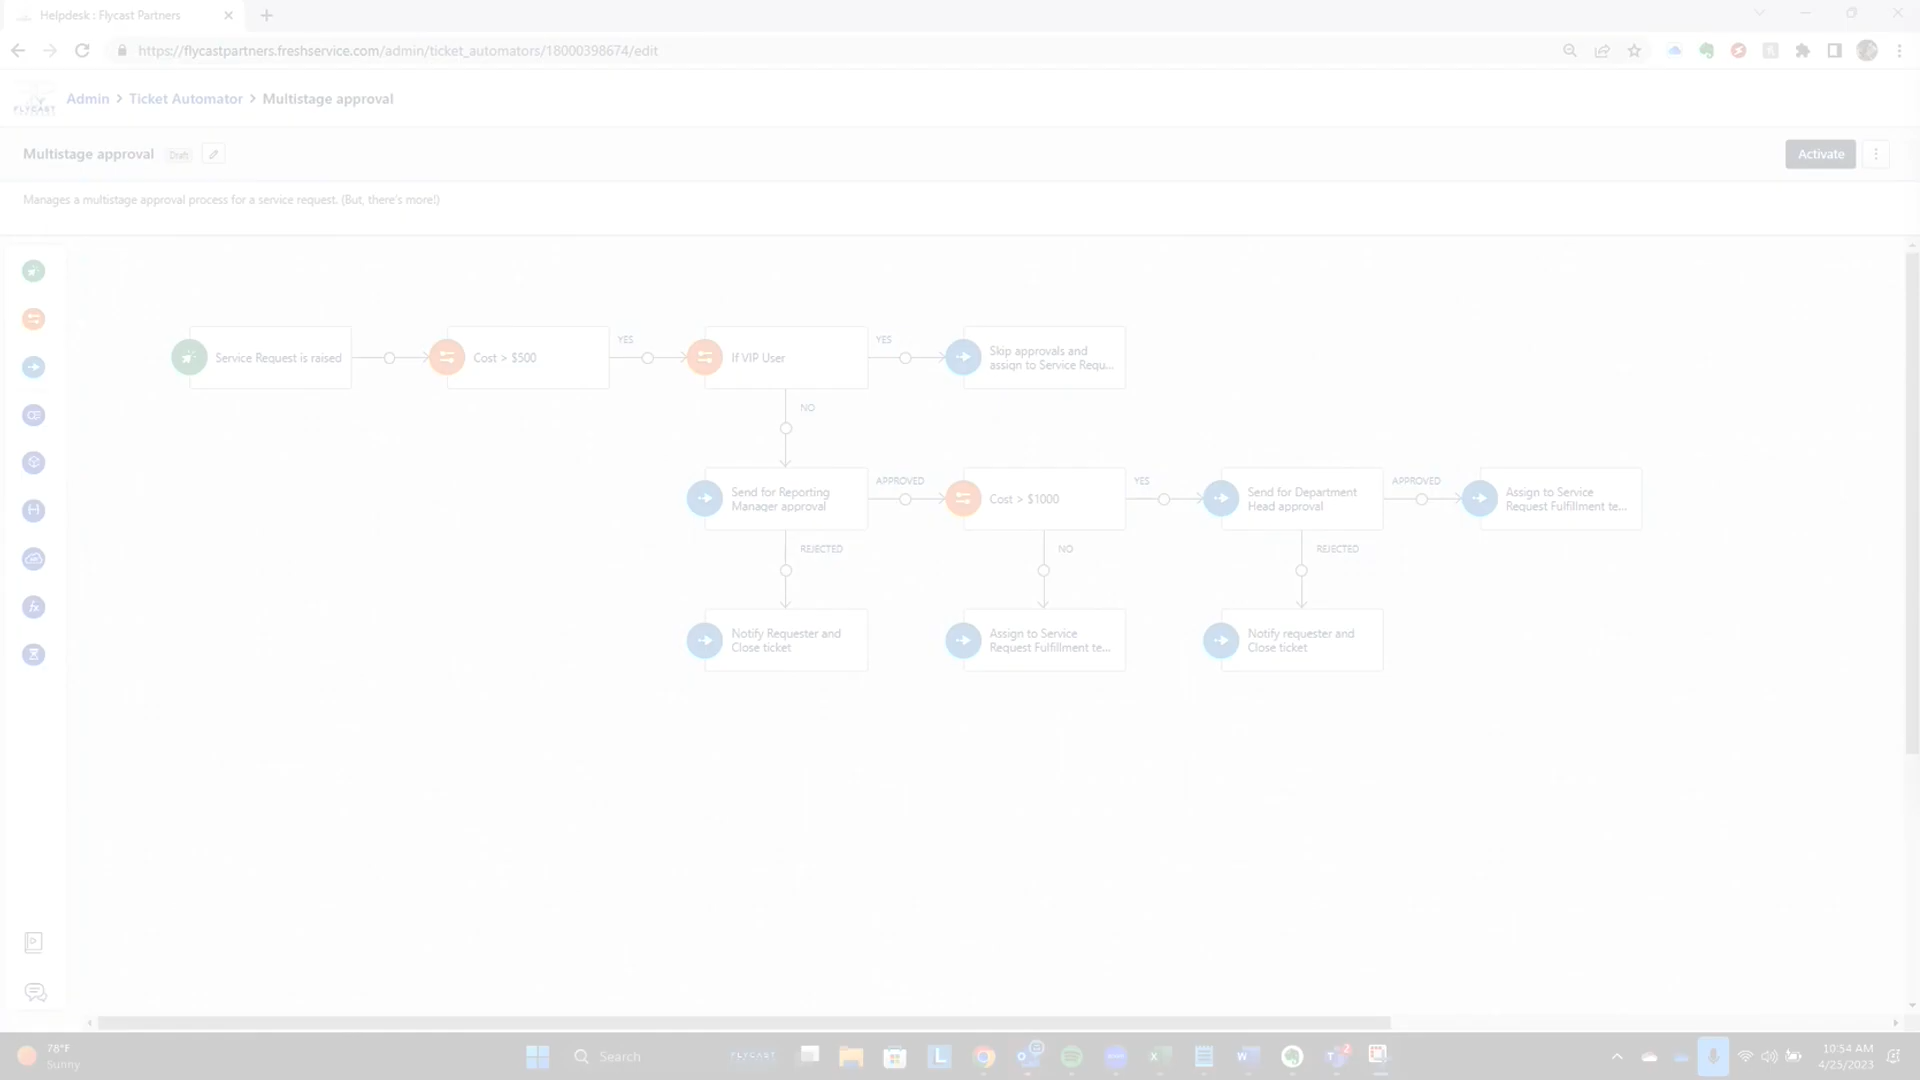 Helpdesk : Flycast Partners
https://flycastpartners.freshservice.com/admin/ticket_automators/18000398674/edit
FLYCAST
Admin > Ticket Automator > Multistage approval
Multistage approval Draft
Activate
Manages a multistage approval process for a service request. (But, there's more!)
Service Request is raised
Cost > $500
YES
If VIP User
YES
Skip approvals and
assign to Service Requ...
NO
Send for Reporting
Manager approval
APPROVED
Cost > $1000
YES
Send for Department
Head approval
APPROVED
Assign to Service
Request Fulfillment te...
REJECTED
NO
REJECTED
Notify Requester and
Close ticket
Assign to Service
Request Fulfillment te...
Notify requester and
Close ticket
78°F
Sunny
Search
FLYCAST
10:54 AM
4/25/2023